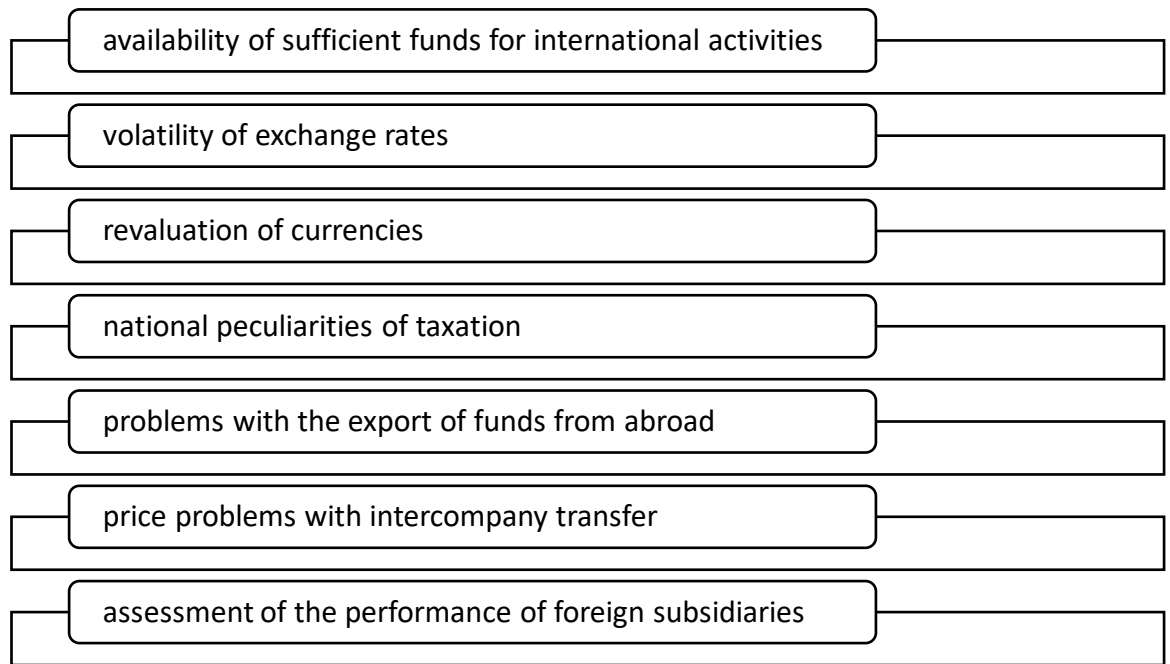 availability of sufficient funds for international activities
volatility of exchange rates
revaluation of currencies
national peculiarities of taxation
problems with the export of funds from abroad
price problems with intercompany transfer
assessment of the performance of foreign subsidiaries